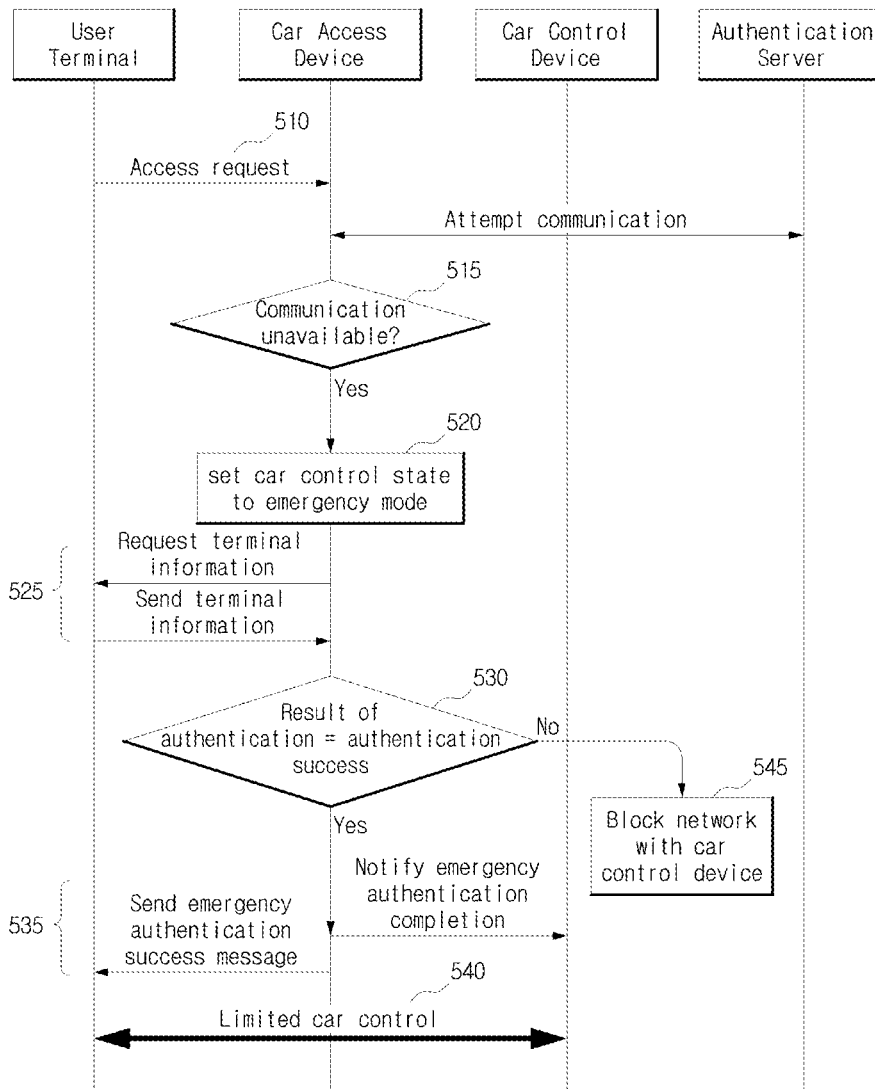 User
Terminal
Car Access
Device
Car Control
Device
Authentication
Server
510
Access request
Attempt communication
515
Communication
unavailable?
Yes
520
set car control state
to emergency mode
Request terminal
information
525
Send terminal
information
530
Result of
authentication = authentication
success
No
545
Yes
Block network
with car
control device
Notify emergency
authentication
completion
535
Send emergency
authentication
success message
540
Limited car control